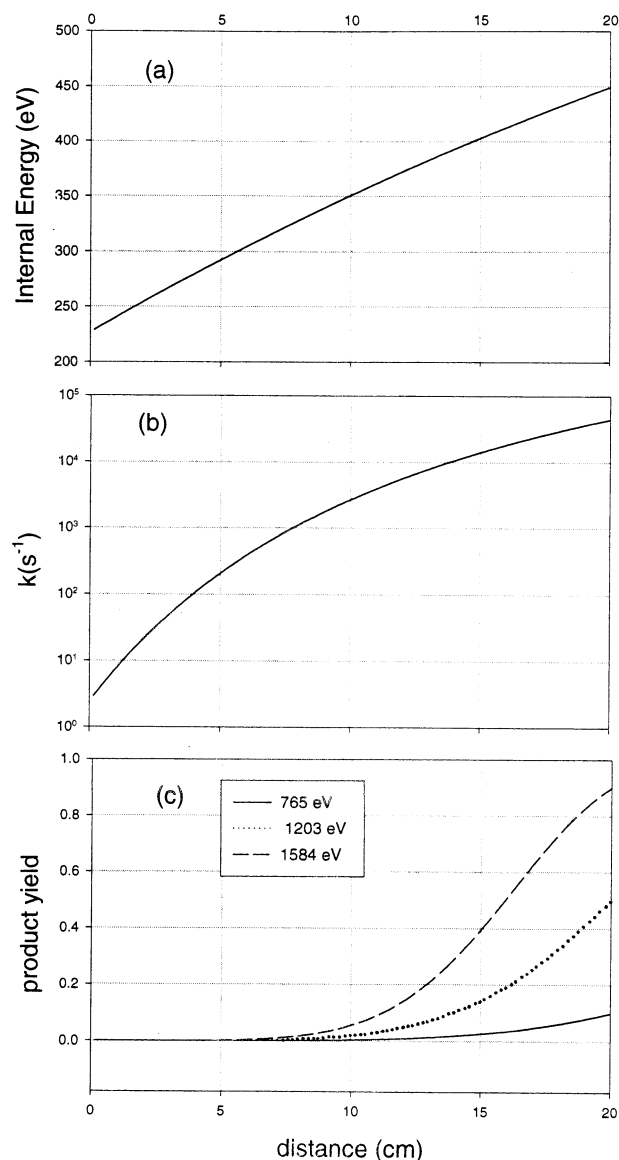 0 5 10 15 20
500
(a)
450
400
350
300
250
200
Internal Energy (eV)
10⁵
(b)
10⁴
10³
10²
10¹
10⁰
k(s⁻¹)
1.0
(c)
765 eV
1203 eV
1584 eV
0.8
0.6
0.4
0.2
0.0
product yield
0 5 10 15 20
distance (cm)